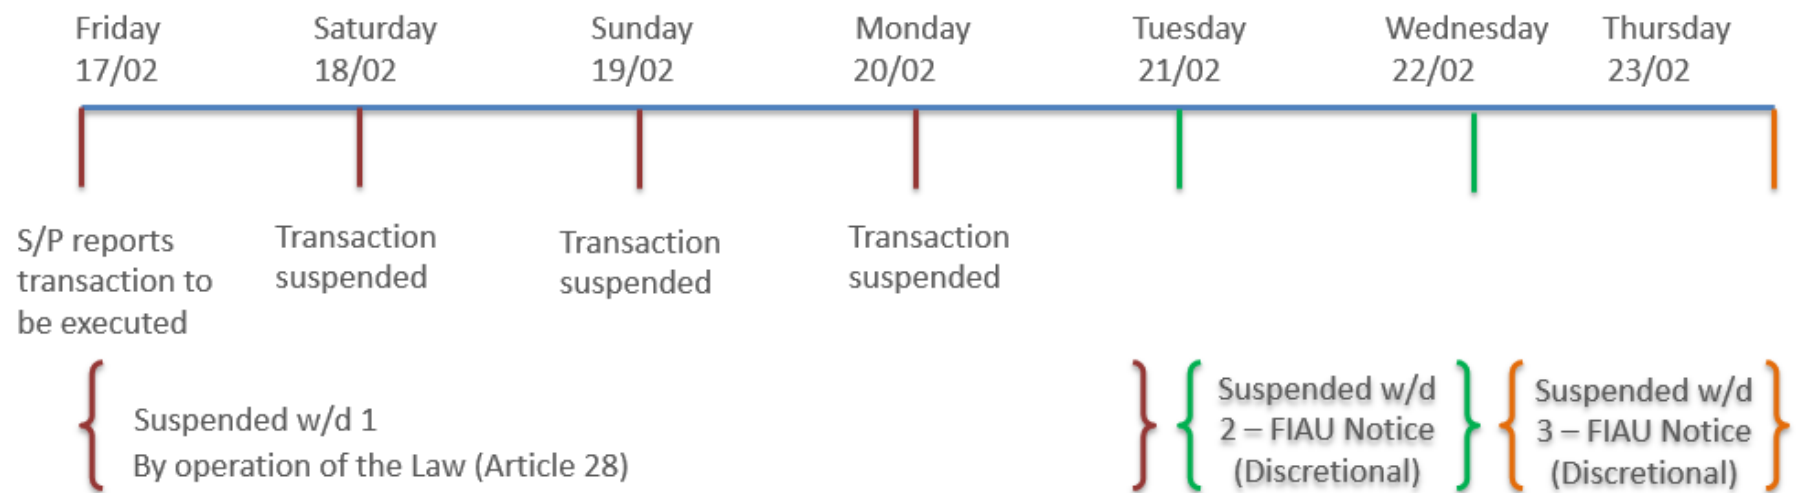 Friday
17/02
Saturday
18/02
Sunday
19/02
Monday
20/02
Tuesday
21/02
Wednesday
22/02
Thursday
23/02
S/P reports
transaction to
be executed
Transaction
suspended
Transaction
suspended
Transaction
suspended
Suspended w/d 1
By operation of the Law (Article 28)
Suspended w/d
2 – FIAU Notice
(Discretional)
Suspended w/d
3 – FIAU Notice
(Discretional)